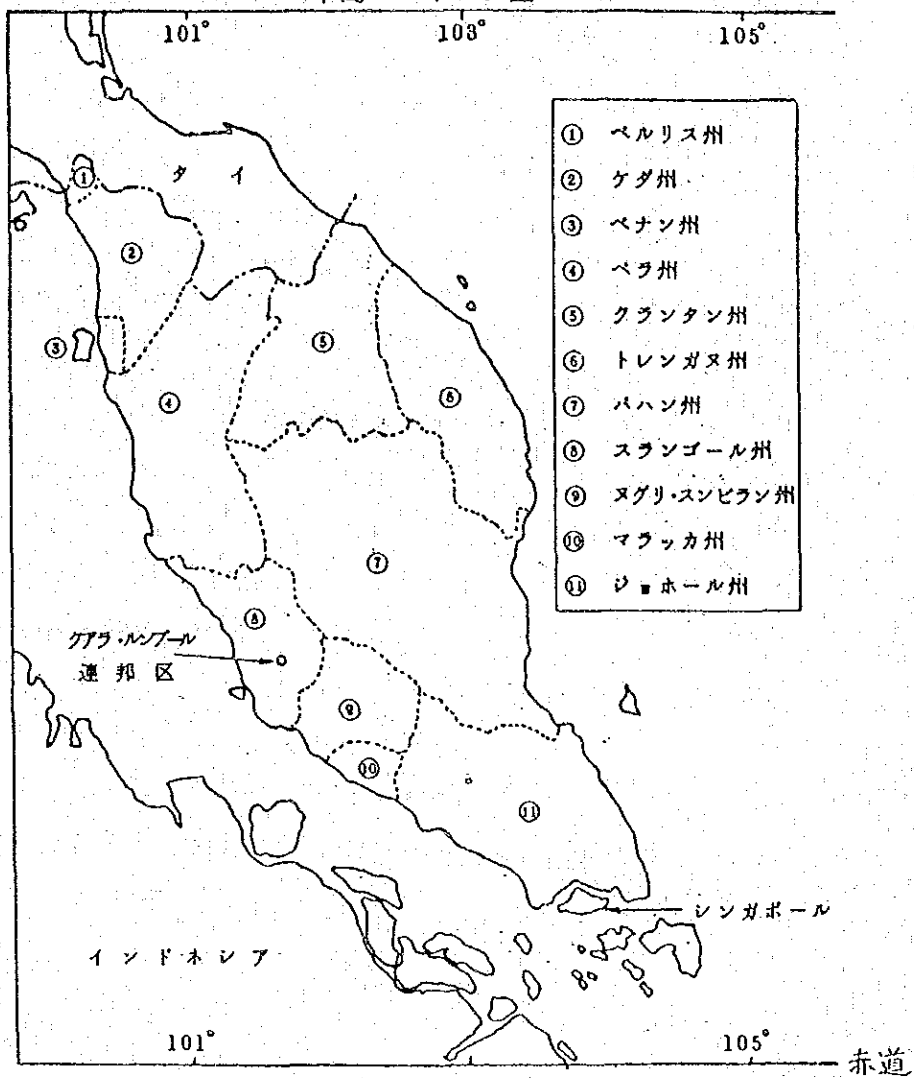 101° 103° 105°
タイ
① ペルリス州
② ケダ州
③ ペナン州
④ ペラ州
⑤ クランタン州
⑥ トレンガヌ州
⑦ パハン州
⑧ スランゴール州
⑨ ヌグリ・スンビラン州
⑩ マラッカ州
⑪ ジョホール州
①
②
③
④
⑤
⑥
⑦
⑧
クアラ・ルンプール
連邦区
⑨
⑩
⑪
シンガポール
インドネシア
101° 105°
赤道